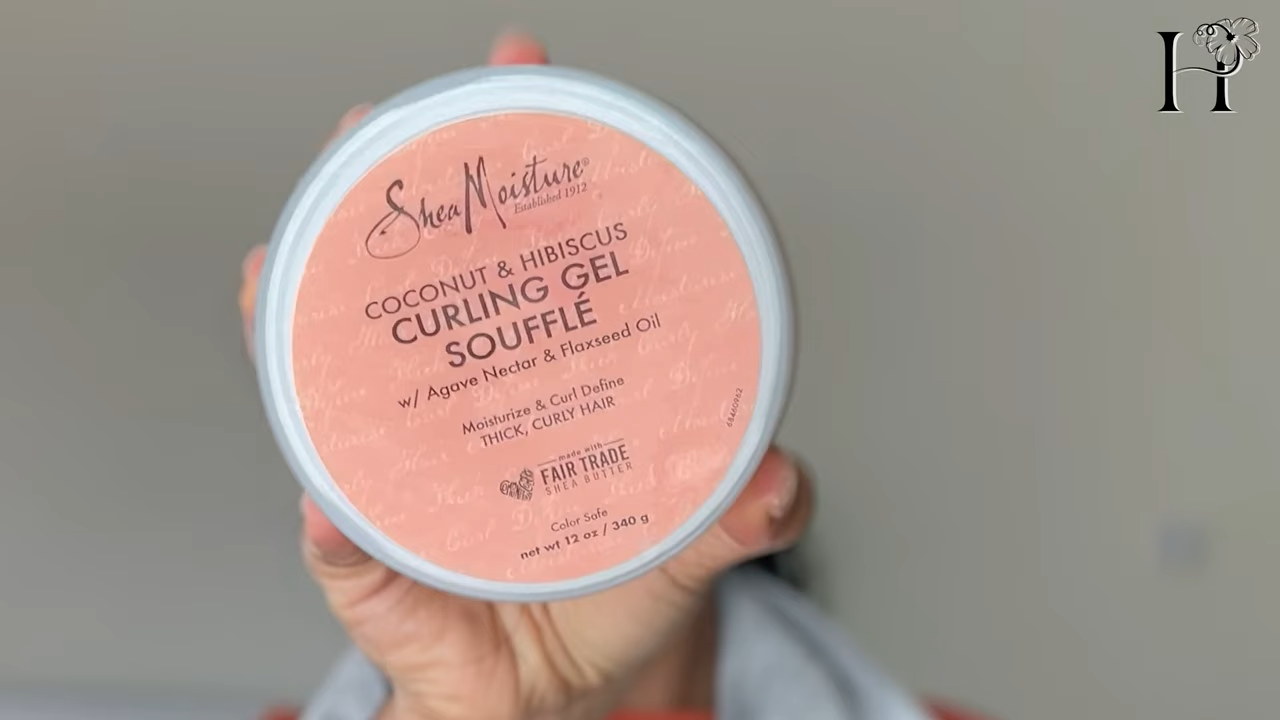 SheaMoisture®
Established 1912
COCONUT & HIBISCUS
CURLING GEL
SOUFFLÉ
w/ Agave Nectar & Flaxseed Oil
Moisturize & Curl Define
THICK, CURLY HAIR
made with
FAIR TRADE
SHEA BUTTER
Color Safe
net wt 12 oz / 340 g
H